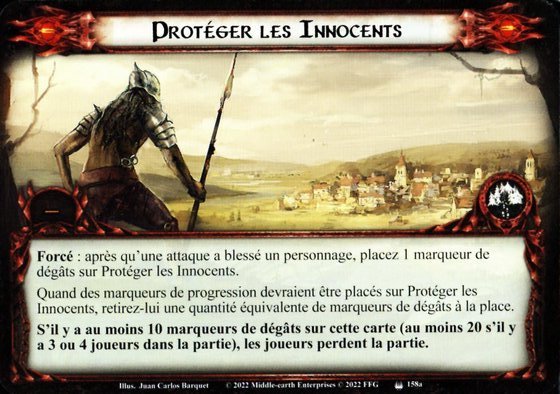 Protéger les Innocents
–
Forcé : après qu'une attaque a blessé un personnage, placez 1 marqueur de
dégâts sur Protéger les Innocents.
Quand des marqueurs de progression devraient être placés sur Protéger les
Innocents, retirez-lui une quantité équivalente de marqueurs de dégâts à la place.
S'il y a au moins 10 marqueurs de dégâts sur cette carte (au moins 20 s'il y
a 3 ou 4 joueurs dans la partie), les joueurs perdent la partie.
Illus. Juan Carlos Barquet © 2022 Middle-earth Enterprises © 2022 FFG 158a